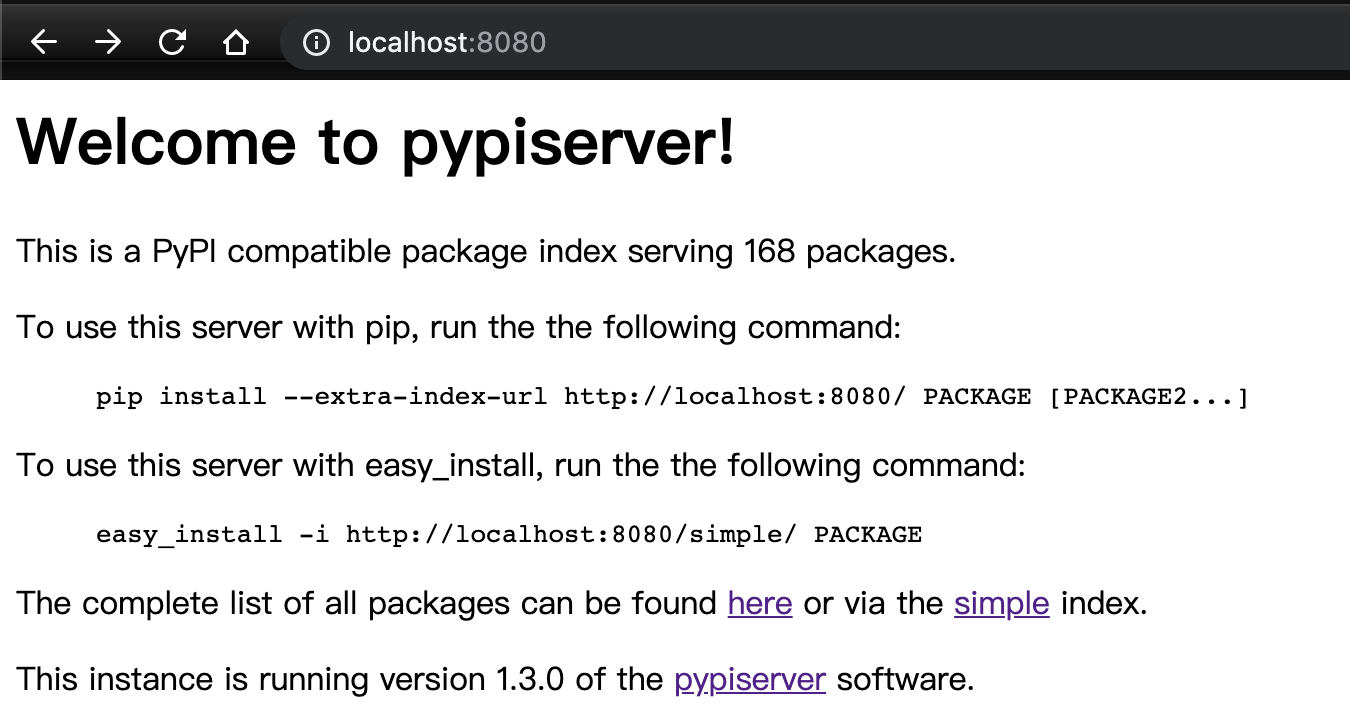 localhost:8080
Welcome to pypiserver!
This is a PyPI compatible package index serving 168 packages.
To use this server with pip, run the the following command:
pip install --extra-index-url http://localhost:8080/ PACKAGE [PACKAGE2...]
To use this server with easy_install, run the the following command:
easy_install -i http://localhost:8080/simple/ PACKAGE
The complete list of all packages can be found here or via the simple index.
This instance is running version 1.3.0 of the pypiserver software.